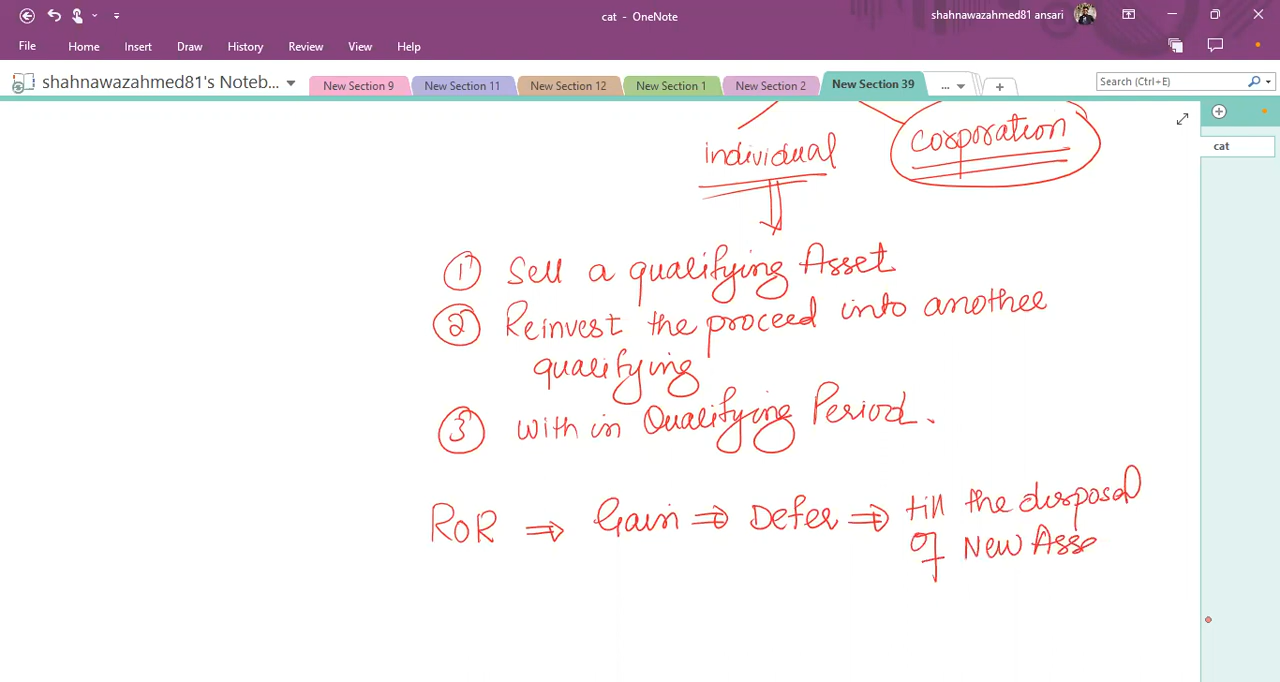 cat - OneNote
shahnawazahmed81 ansari
File Home Insert Draw History Review View Help
shahnawazahmed81's Noteb...
New Section 9 New Section 11 New Section 12 New Section 1 New Section 2 New Section 39 ...
Search (Ctrl+E)
cat
individual corporation
① Sell a qualifying Asset
② Reinvest the proceed into another
qualifying
③ with in Qualifying Period.
RoR ⇒ Gain ⇒ Defer ⇒ till the disposal
of New Asse